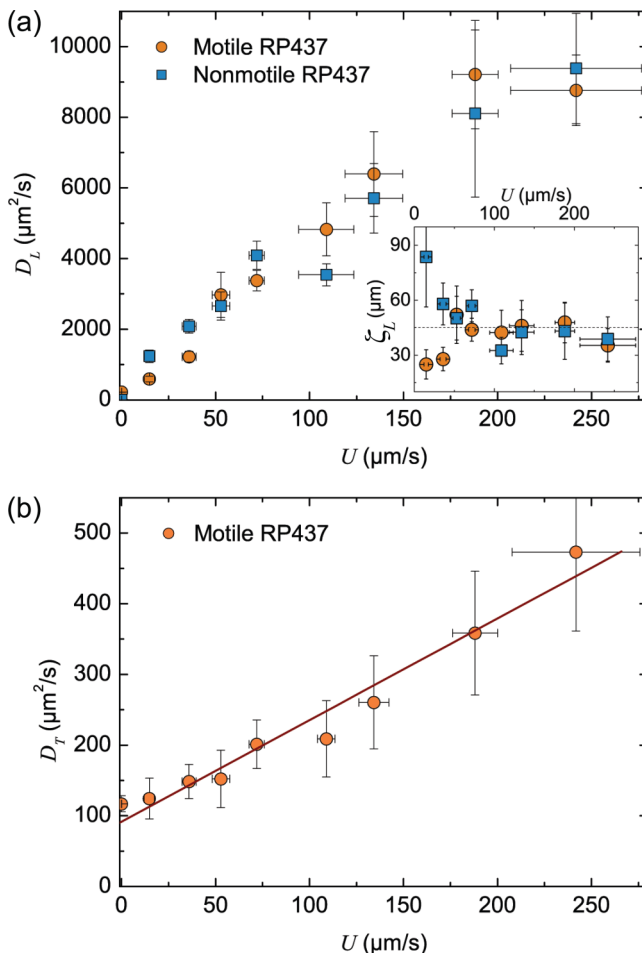 (a)
Motile RP437
Nonmotile RP437
10000
8000
6000
4000
2000
0
D_L (μm²/s)
0 50 100 150 200 250
U (μm/s)
U (μm/s)
0 100 200
90
60
30
ζ_L (μm)
(b)
Motile RP437
500
400
300
200
100
0
D_T (μm²/s)
0 50 100 150 200 250
U (μm/s)